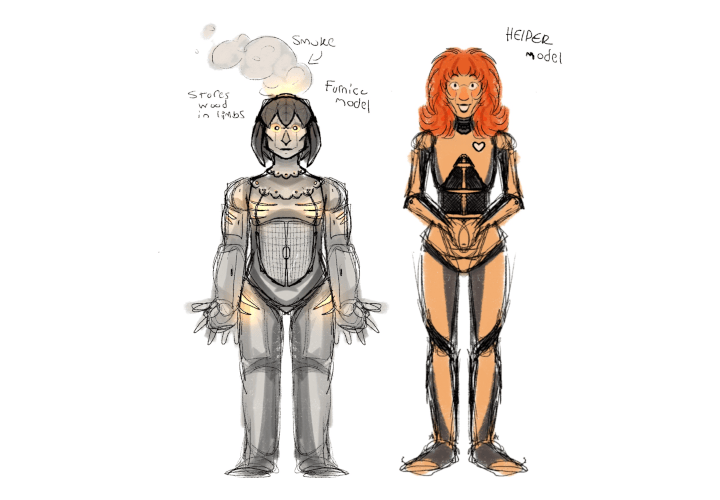 Smoke
Stores
wood
in limbs
Furnice
model
HElPER
model